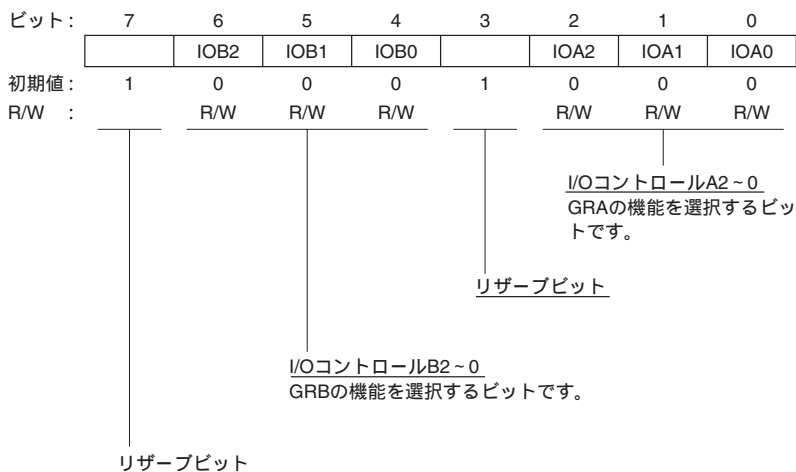 ビット： 7 6 5 4 3 2 1 0
IOB2 IOB1 IOB0 IOA2 IOA1 IOA0
初期値： 1 0 0 0 1 0 0 0
R/W ： R/W R/W R/W R/W R/W R/W
I/OコントロールA2～0
GRAの機能を選択するビッ
トです。
リザーブビット
I/OコントロールB2～0
GRBの機能を選択するビットです。
リザーブビット